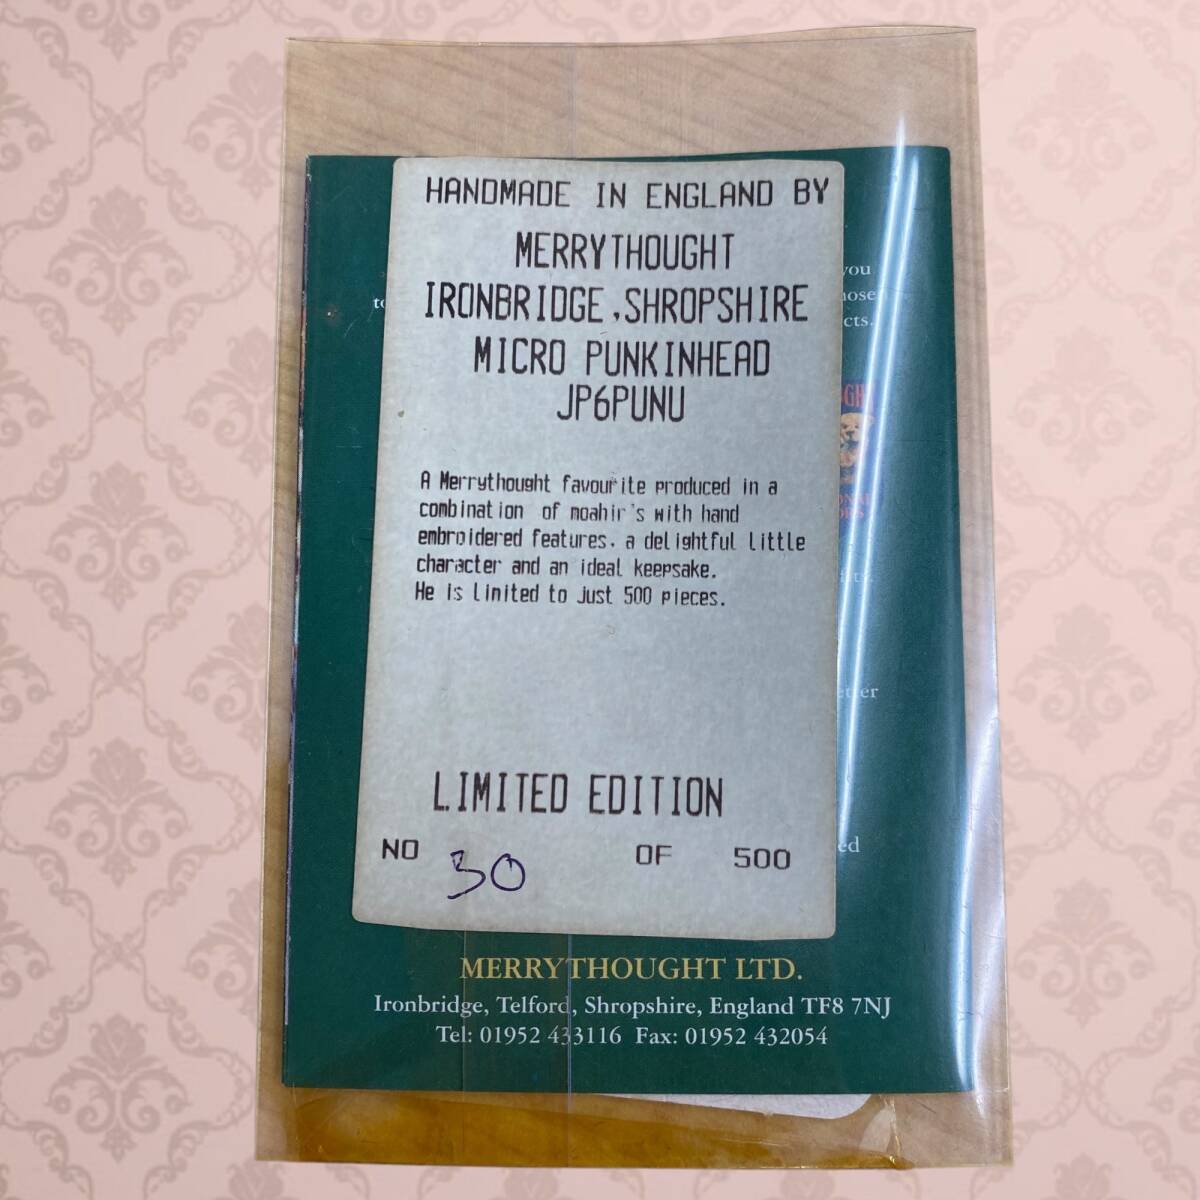 HANDMADE IN ENGLAND BY
MERRYTHOUGHT
IRONBRIDGE,SHROPSHIRE
MICRO PUNKINHEAD
JP6PUNU
A Merrythought favourite produced in a
combination of moahir's with hand
embroidered features. a delightful little
character and an ideal keepsake.
He is limited to just 500 pieces.
LIMITED EDITION
NO 30 OF 500
you
cts.
MERRYTHOUGHT LTD.
Ironbridge, Telford, Shropshire, England TF8 7NJ
Tel: 01952 433116 Fax: 01952 432054